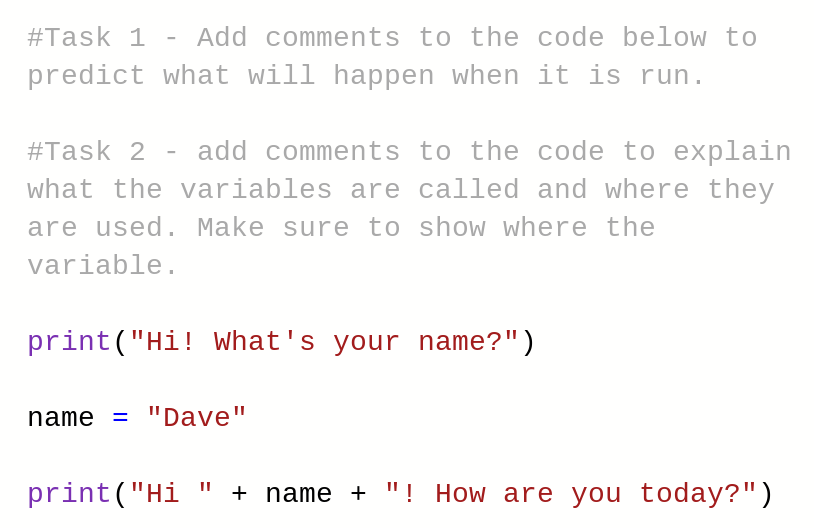 #Task 1 - Add comments to the code below to
predict what will happen when it is run.
#Task 2 - add comments to the code to explain
what the variables are called and where they
are used. Make sure to show where the
variable.
print("Hi! What's your name?")
name = "Dave"
print("Hi " + name + "! How are you today?")